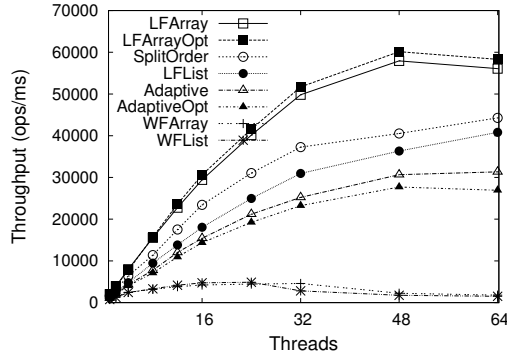 LFArray
LFArrayOpt
SplitOrder
LFList
Adaptive
AdaptiveOpt
WFArray
WFList
Throughput (ops/ms)
70000
60000
50000
40000
30000
20000
10000
0
16 32 48 64
Threads